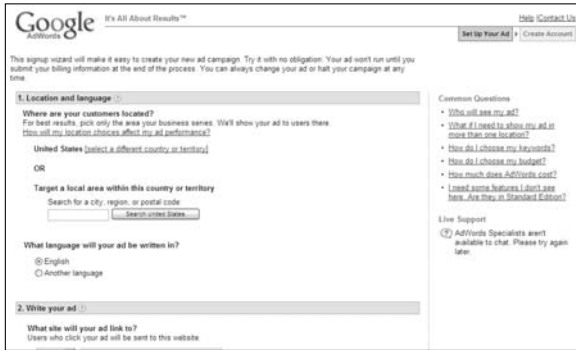 Google
AdWords
It's All About Results™
Help | Contact Us
Set Up Your Ad > Create Account
This signup wizard will make it easy to create your new ad campaign. Try it with no obligation: Your ad won't run until you
submit your billing information at the end of the process. You can always change your ad or halt your campaign at any
time.
1. Location and language ?
Where are your customers located?
For best results, pick only the area your business serves. We'll show your ad to users there.
How will my location choices affect my ad performance?
United States [select a different country or territory]
OR
Target a local area within this country or territory
Search for a city, region, or postal code
Search United States
What language will your ad be written in?
English
Another language
2. Write your ad ?
What site will your ad link to?
Users who click your ad will be sent to this website
Common Questions
• Who will see my ad?
• What if I need to show my ad in
more than one location?
• How do I choose my keywords?
• How do I choose my budget?
• How much does AdWords cost?
• I need some features I don't see
here. Are they in Standard Edition?
Live Support
? AdWords Specialists aren't
available to chat. Please try again
later.